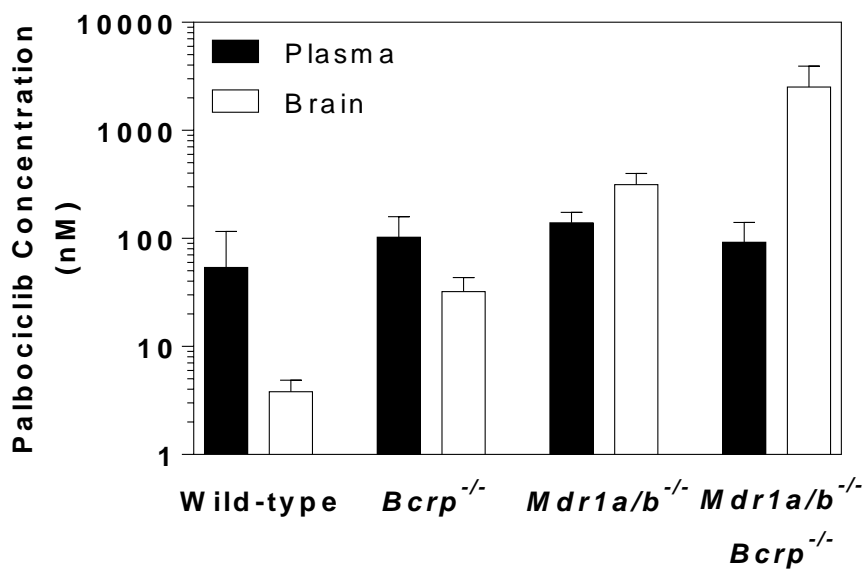 10000
1000
100
10
1
Palbociclib Concentration
(nM)
Plasma
Brain
Wild-type
Bcrp-/-
Mdr1a/b-/-
Mdr1a/b-/-
Bcrp-/-